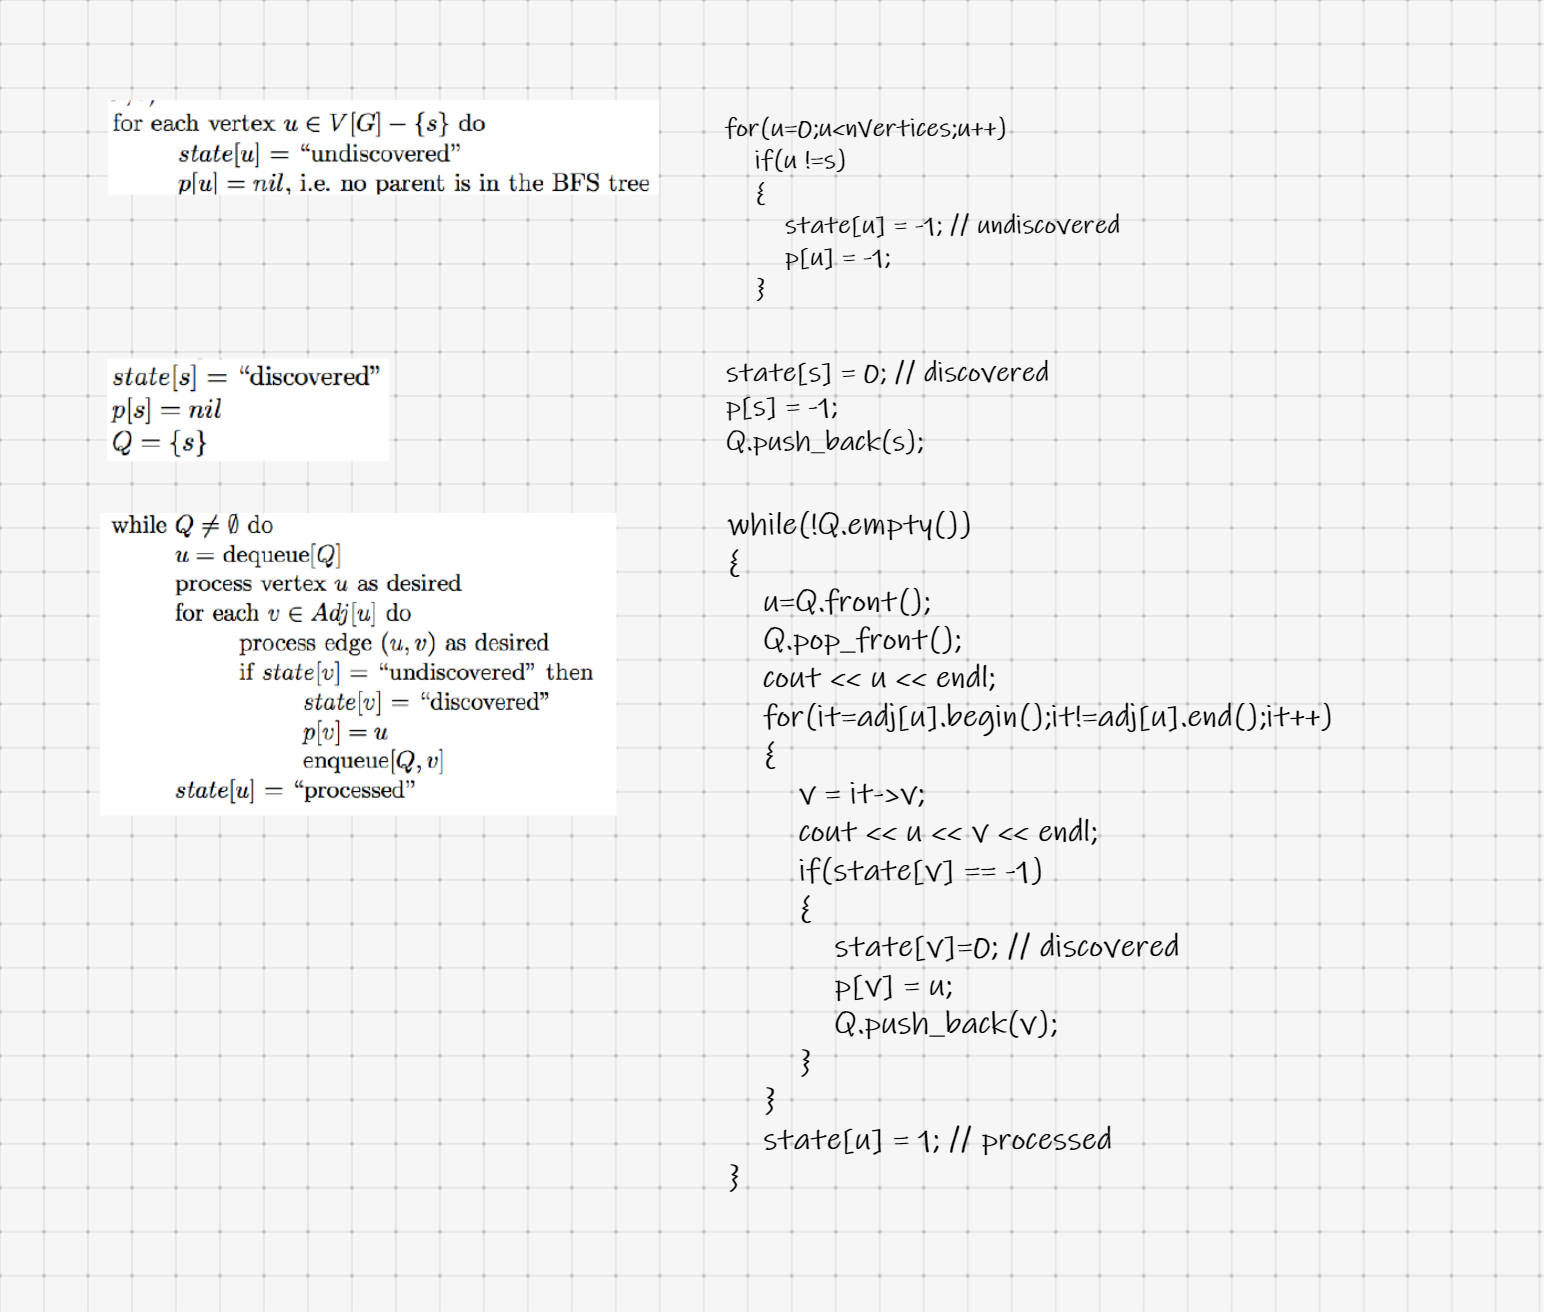 for each vertex u ∈ V[G] − {s} do
state[u] = “undiscovered”
p[u] = nil, i.e. no parent is in the BFS tree
for(u=0;u<nVertices;u++)
if(u !=s)
{
state[u] = -1; // undiscovered
p[u] = -1;
}
state[s] = “discovered”
p[s] = nil
Q = {s}
state[s] = 0; // discovered
p[s] = -1;
Q.push_back(s);
while Q ≠ ∅ do
u = dequeue[Q]
process vertex u as desired
for each v ∈ Adj[u] do
process edge (u, v) as desired
if state[v] = “undiscovered” then
state[v] = “discovered”
p[v] = u
enqueue[Q, v]
state[u] = “processed”
while(!Q.empty())
{
u=Q.front();
Q.pop_front();
cout << u << endl;
for(it=adj[u].begin();it!=adj[u].end();it++)
{
v = it->v;
cout << u << v << endl;
if(state[v] == -1)
{
state[v]=0; // discovered
p[v] = u;
Q.push_back(v);
}
}
state[u] = 1; // processed
}